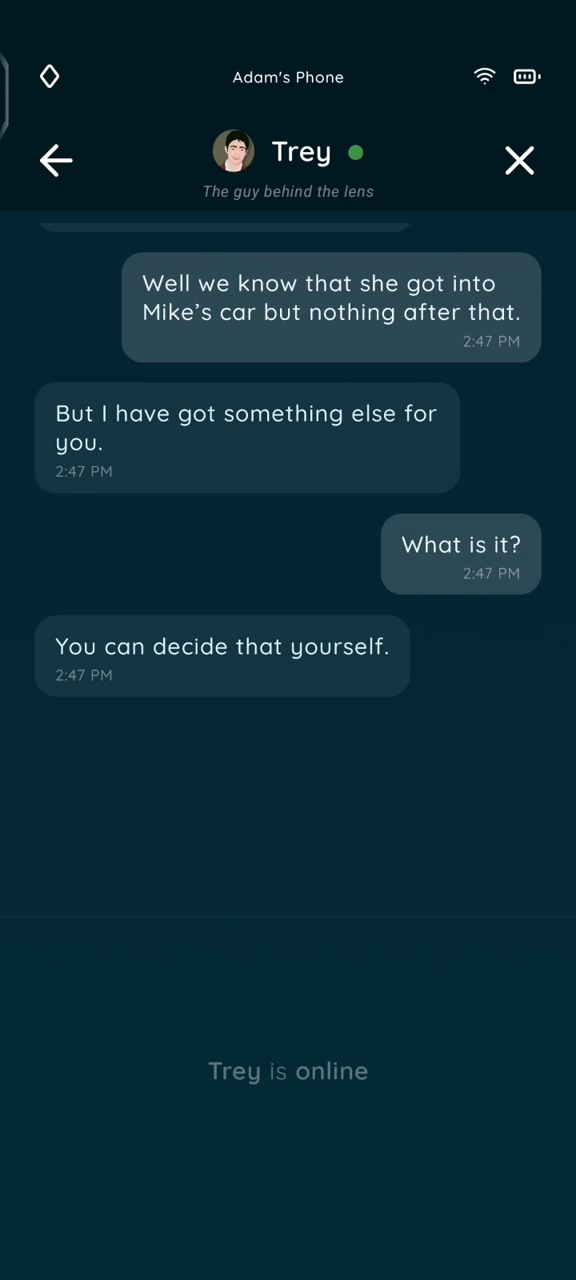 Adam's Phone
Trey
The guy behind the lens
Well we know that she got into
Mike’s car but nothing after that.
2:47 PM
But I have got something else for
you.
2:47 PM
What is it?
2:47 PM
You can decide that yourself.
2:47 PM
Trey is online